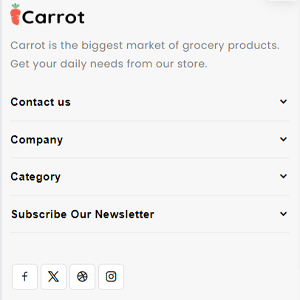 Carrot
Carrot is the biggest market of grocery products.
Get your daily needs from our store.
Contact us
Company
Category
Subscribe Our Newsletter